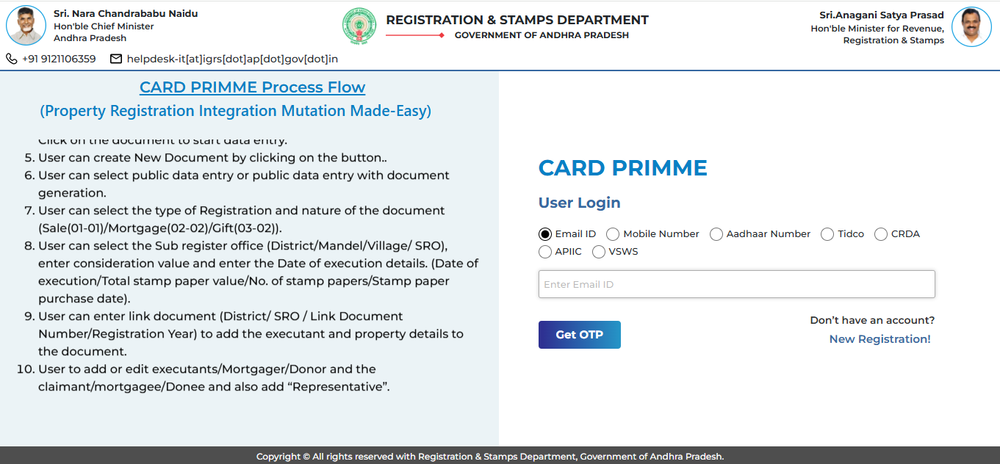 Sri. Nara Chandrababu Naidu
Hon'ble Chief Minister
Andhra Pradesh
REGISTRATION & STAMPS DEPARTMENT
GOVERNMENT OF ANDHRA PRADESH
Sri.Anagani Satya Prasad
Hon'ble Minister for Revenue,
Registration & Stamps
+91 9121106359
helpdesk-it[at]igrs[dot]ap[dot]gov[dot]in
CARD PRIMME Process Flow
(Property Registration Integration Mutation Made-Easy)
Click on the document to start data entry.
5. User can create New Document by clicking on the button..
6. User can select public data entry or public data entry with document
generation.
7. User can select the type of Registration and nature of the document
(Sale(01-01)/Mortgage(02-02)/Gift(03-02)).
8. User can select the Sub register office (District/Mandel/Village/ SRO),
enter consideration value and enter the Date of execution details. (Date of
execution/Total stamp paper value/No. of stamp papers/Stamp paper
purchase date).
9. User can enter link document (District/ SRO / Link Document
Number/Registration Year) to add the executant and property details to
the document.
10. User to add or edit executants/Mortgager/Donor and the
claimant/mortgagee/Donee and also add “Representative”.
CARD PRIMME
User Login
Email ID
Mobile Number
Aadhaar Number
Tidco
CRDA
APIIC
VSWS
Enter Email ID
Get OTP
Don’t have an account?
New Registration!
Copyright © All rights reserved with Registration & Stamps Department, Government of Andhra Pradesh.